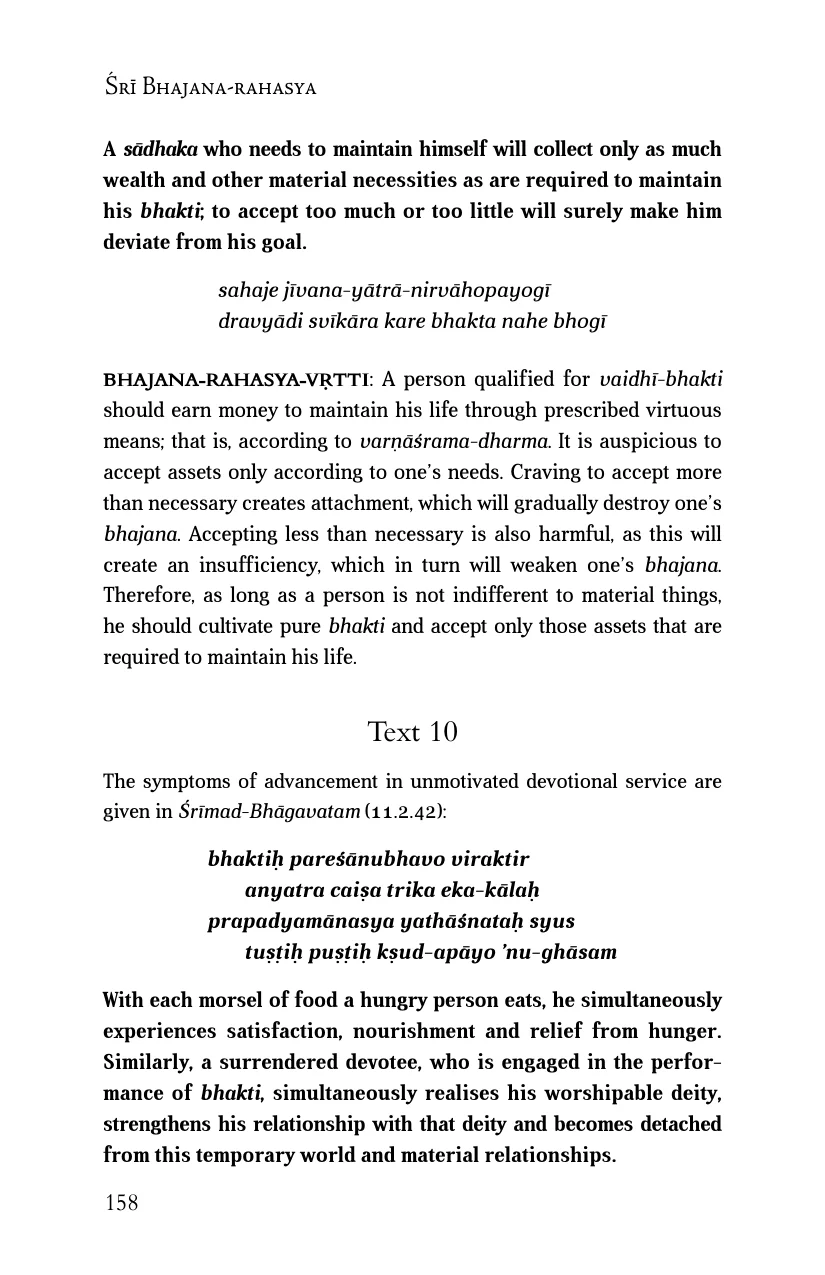 Śrī Bhajana-rahasya
A sādhaka who needs to maintain himself will collect only as much
wealth and other material necessities as are required to maintain
his bhakti; to accept too much or too little will surely make him
deviate from his goal.
sahaje jīvana-yātrā-nirvāhopayogī
dravyādi svīkāra kare bhakta nahe bhogī
BHAJANA-RAHASYA-VṚTTI: A person qualified for vaidhī-bhakti
should earn money to maintain his life through prescribed virtuous
means; that is, according to varṇāśrama-dharma. It is auspicious to
accept assets only according to one’s needs. Craving to accept more
than necessary creates attachment, which will gradually destroy one’s
bhajana. Accepting less than necessary is also harmful, as this will
create an insufficiency, which in turn will weaken one’s bhajana.
Therefore, as long as a person is not indifferent to material things,
he should cultivate pure bhakti and accept only those assets that are
required to maintain his life.
Text 10
The symptoms of advancement in unmotivated devotional service are
given in Śrīmad-Bhāgavatam (11.2.42):
bhaktiḥ pareśānubhavo viraktir
anyatra caiṣa trika eka-kālaḥ
prapadyamānasya yathāśnataḥ syus
tuṣṭiḥ puṣṭiḥ kṣud-apāyo ’nu-ghāsam
With each morsel of food a hungry person eats, he simultaneously
experiences satisfaction, nourishment and relief from hunger.
Similarly, a surrendered devotee, who is engaged in the perfor-
mance of bhakti, simultaneously realises his worshipable deity,
strengthens his relationship with that deity and becomes detached
from this temporary world and material relationships.
158